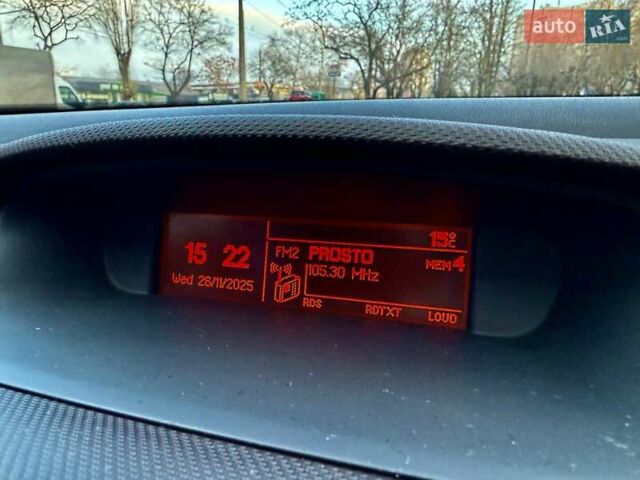 auto RIA
.com
15°C
15 22
FM2 PROSTO
MEM 4
105.30 MHz
Wed 26/11/2025
RDS
RDTXT
LOUD